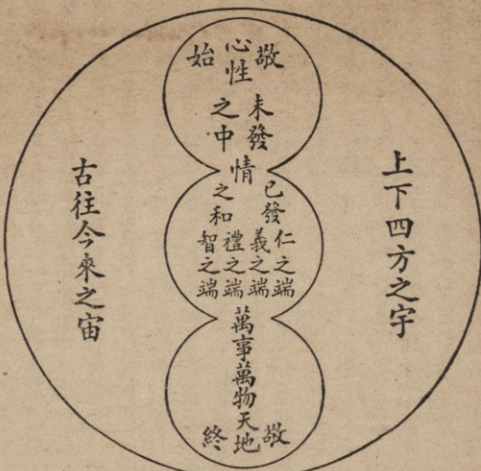 上下四方之宇
敬
心性
始
未發
之中
情
已發
之和
仁之端
義之端
禮之端
智之端
萬事萬物天地
敬
終
古往今來之宙